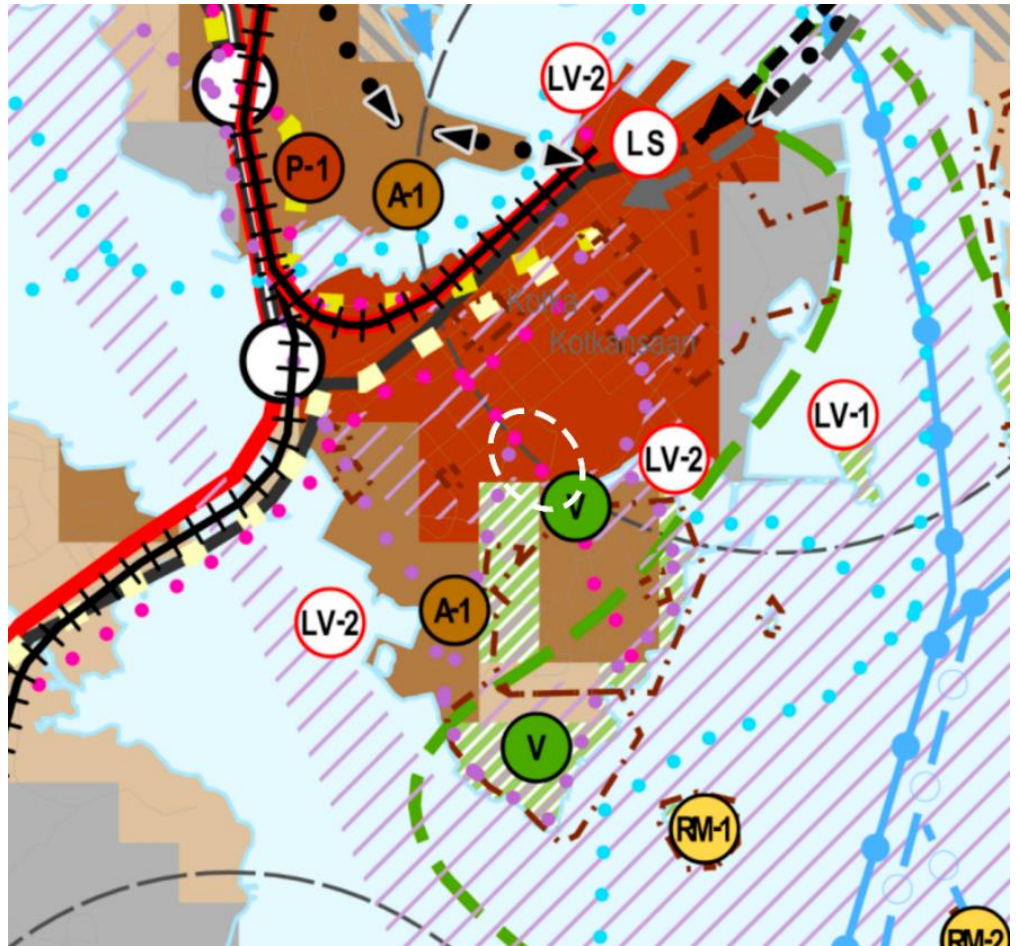 LV-2
LS
P-1
A-1
Kotka
Kotkansaari
LV-1
LV-2
V
A-1
LV-2
V
RM-1
RM-2